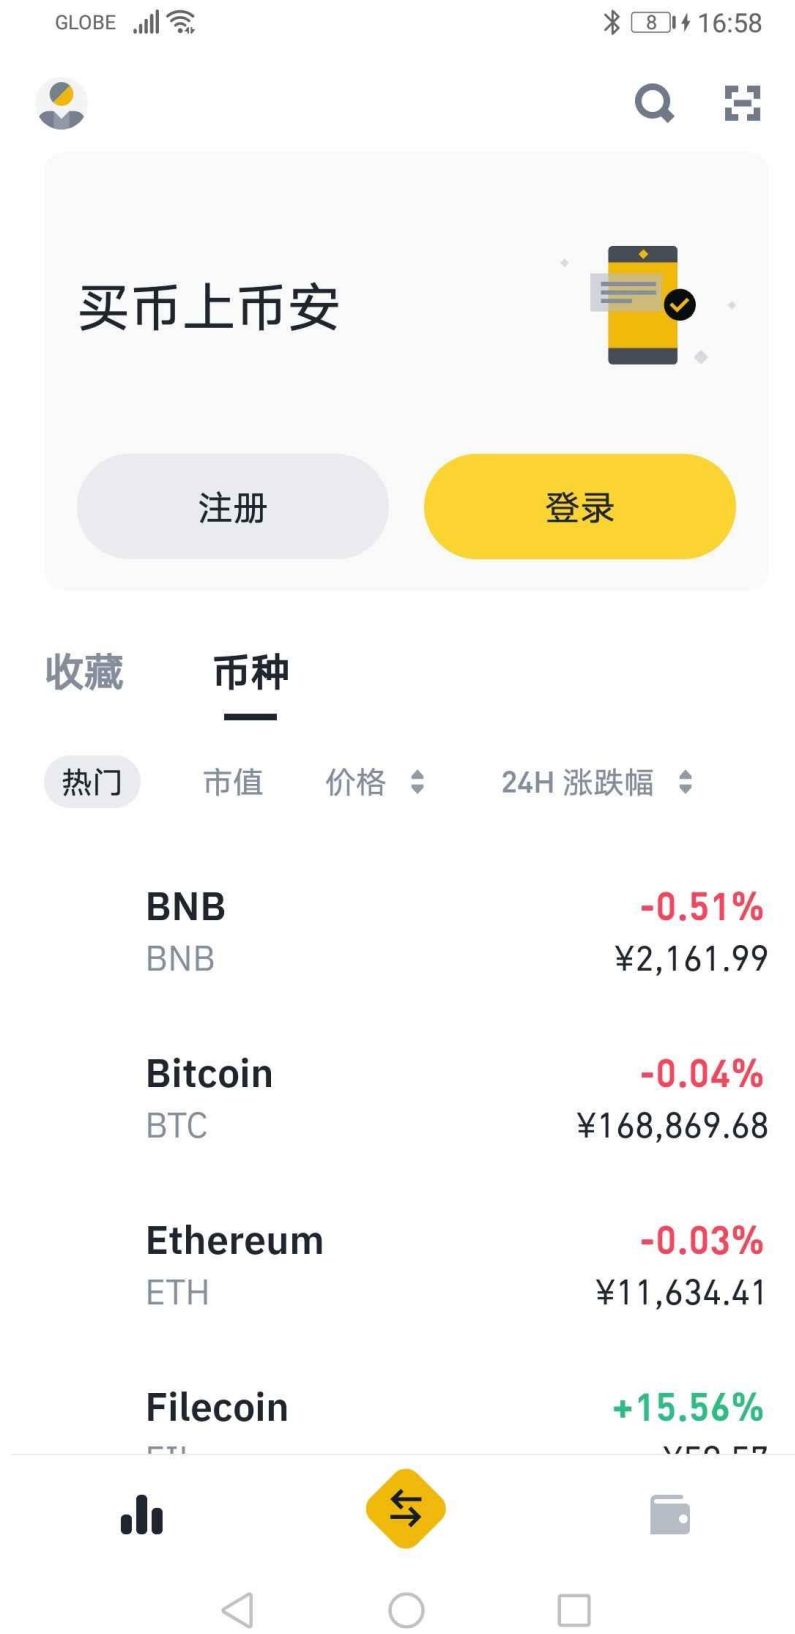 GLOBE 8 16:58
买币上币安
注册 登录
收藏 币种
热门 市值 价格 24H 涨跌幅
BNB -0.51%
BNB ¥2,161.99
Bitcoin -0.04%
BTC ¥168,869.68
Ethereum -0.03%
ETH ¥11,634.41
Filecoin +15.56%